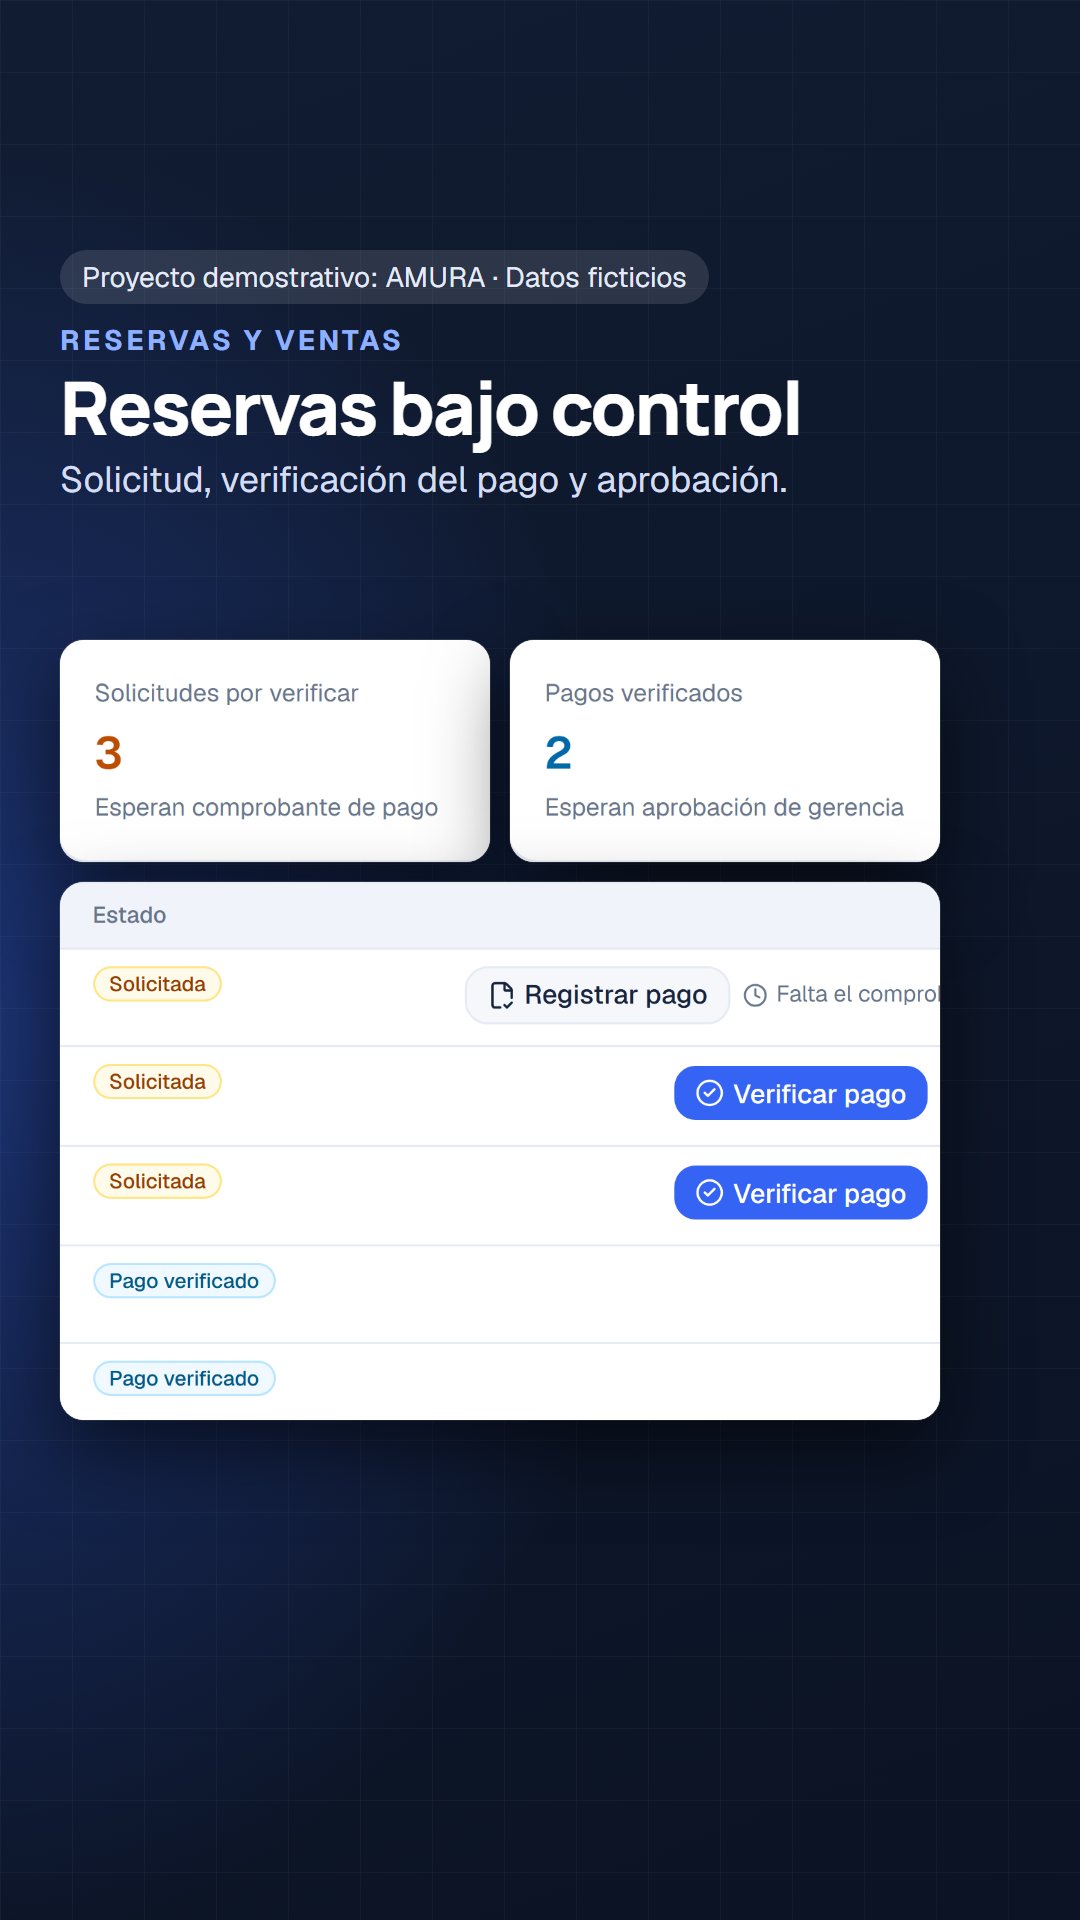 Proyecto demostrativo: AMURA · Datos ficticios
RESERVAS Y VENTAS
Reservas bajo control
Solicitud, verificación del pago y aprobación.
Solicitudes por verificar
3
Esperan comprobante de pago
Pagos verificados
2
Esperan aprobación de gerencia
Estado
Solicitada
Registrar pago
Falta el
Solicitada
Verificar pago
Solicitada
Verificar pago
Pago verificado
Pago verificado